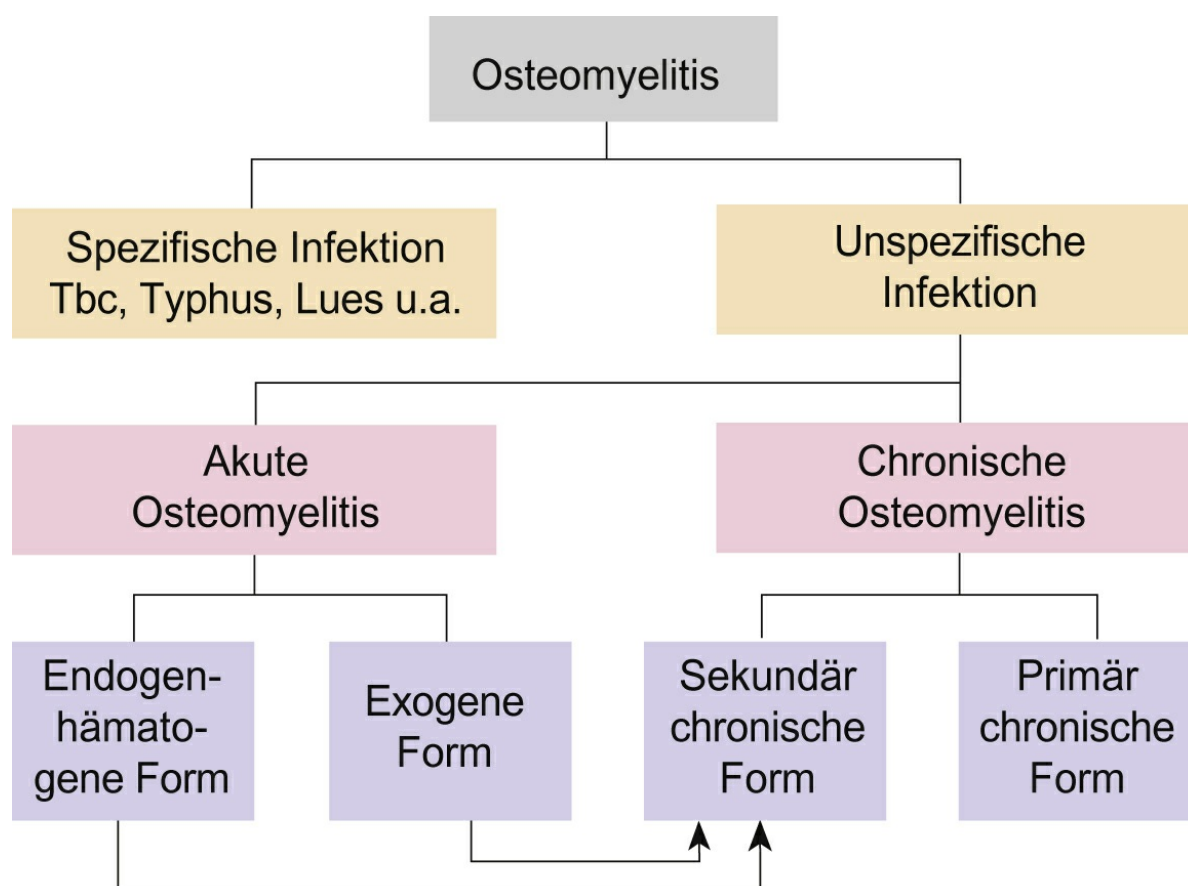 Osteomyelitis
Spezifische Infektion
Tbc, Typhus, Lues u.a.
Unspezifische
Infektion
Akute
Osteomyelitis
Chronische
Osteomyelitis
Endogen-
hämato-
gene Form
Exogene
Form
Sekundär
chronische
Form
Primär
chronische
Form